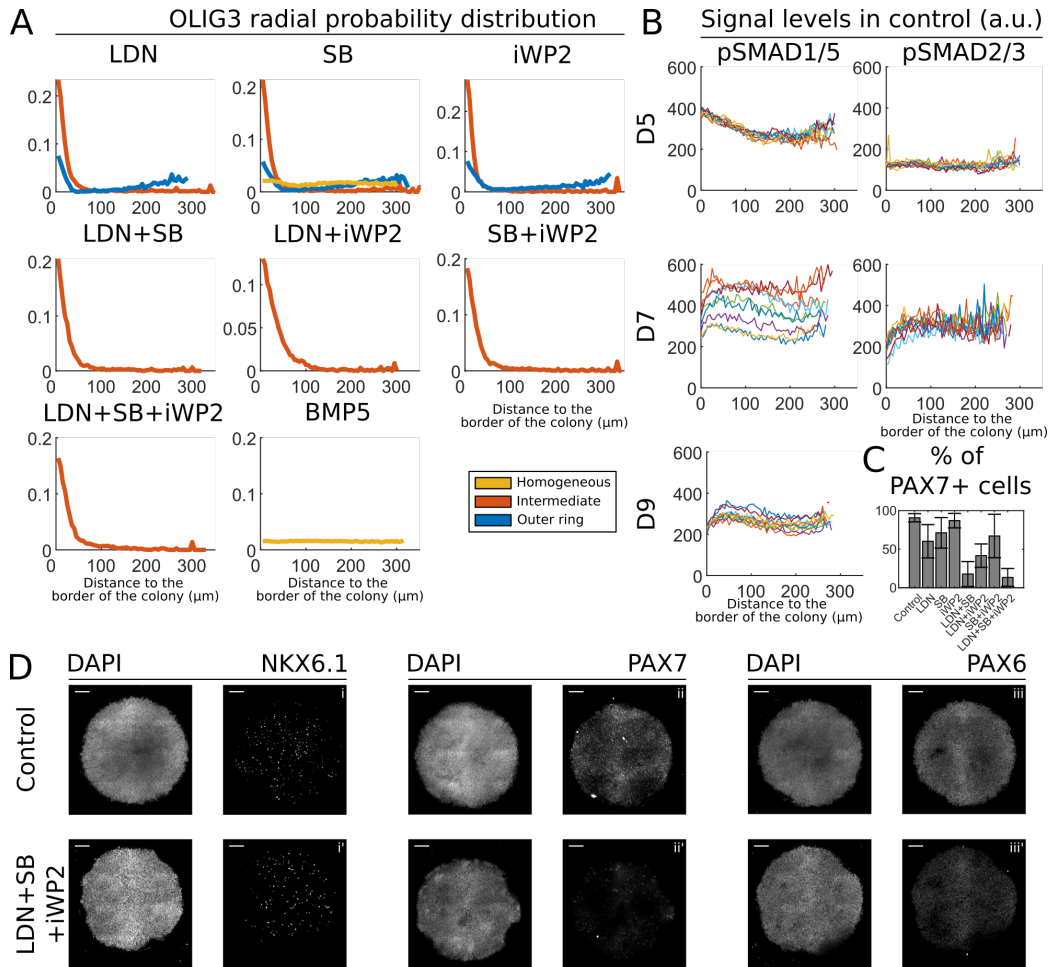 A
OLIG3 radial probability distribution
LDN
SB
iWP2
0.2
0.1
0
100
200
300
0.2
0.1
0
100
200
300
0.2
0.1
0
100
200
300
LDN+SB
LDN+iWP2
SB+iWP2
0.2
0.1
0
100
200
300
0.1
0.05
0
100
200
300
0.2
0.1
0
100
200
300
Distance to the
border of the colony (μm)
LDN+SB+iWP2
BMP5
0.2
0.1
0
100
200
300
Distance to the
border of the colony (μm)
0.2
0.1
0
100
200
300
Distance to the
border of the colony (μm)
Homogeneous
Intermediate
Outer ring
B
Signal levels in control (a.u.)
pSMAD1/5
pSMAD2/3
D5
600
400
200
0
0
100
200
300
600
400
200
0
0
100
200
300
D7
600
400
200
0
0
100
200
300
600
400
200
0
0
100
200
300
Distance to the
border of the colony (μm)
D9
600
400
200
0
0
100
200
300
Distance to the
border of the colony (μm)
C
% of
PAX7+ cells
100
50
0
Control
LDN
SB
iWP2
LDN+SB
LDN+iWP2
SB+iWP2
LDN+SB+iWP2
D
DAPI
NKX6.1
DAPI
PAX7
DAPI
PAX6
Control
i
ii
iii
LDN+SB
+iWP2
i'
ii'
iii'